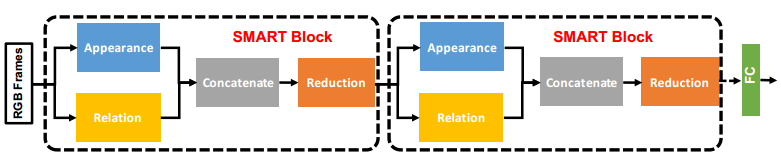 RGB Frames
SMART Block
Appearance
Relation
Concatenate
Reduction
SMART Block
Appearance
Relation
Concatenate
Reduction
FC